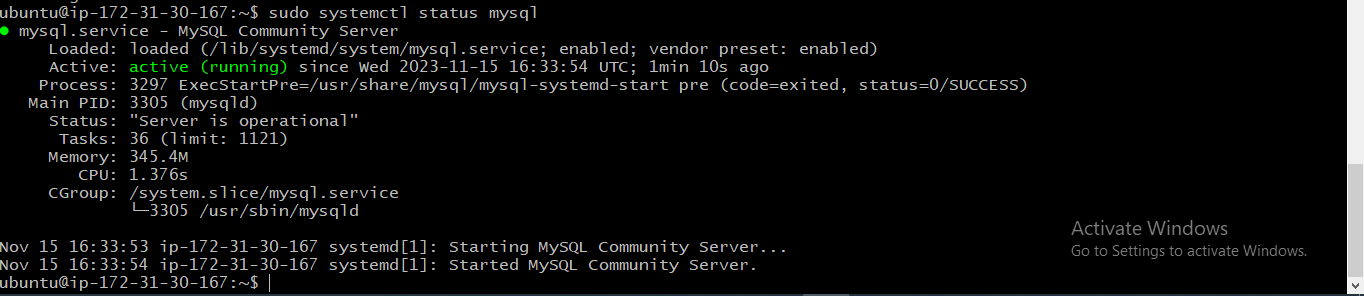 ubuntu@ip-172-31-30-167:~$ sudo systemctl status mysql
● mysql.service - MySQL Community Server
Loaded: loaded (/lib/systemd/system/mysql.service; enabled; vendor preset: enabled)
Active: active (running) since Wed 2023-11-15 16:33:54 UTC; 1min 10s ago
Process: 3297 ExecStartPre=/usr/share/mysql/mysql-systemd-start pre (code=exited, status=0/SUCCESS)
Main PID: 3305 (mysqld)
Status: "Server is operational"
Tasks: 36 (limit: 1121)
Memory: 345.4M
CPU: 1.376s
CGroup: /system.slice/mysql.service
└─3305 /usr/sbin/mysqld
Nov 15 16:33:53 ip-172-31-30-167 systemd[1]: Starting MySQL Community Server...
Nov 15 16:33:54 ip-172-31-30-167 systemd[1]: Started MySQL Community Server.
ubuntu@ip-172-31-30-167:~$
Activate Windows
Go to Settings to activate Windows.